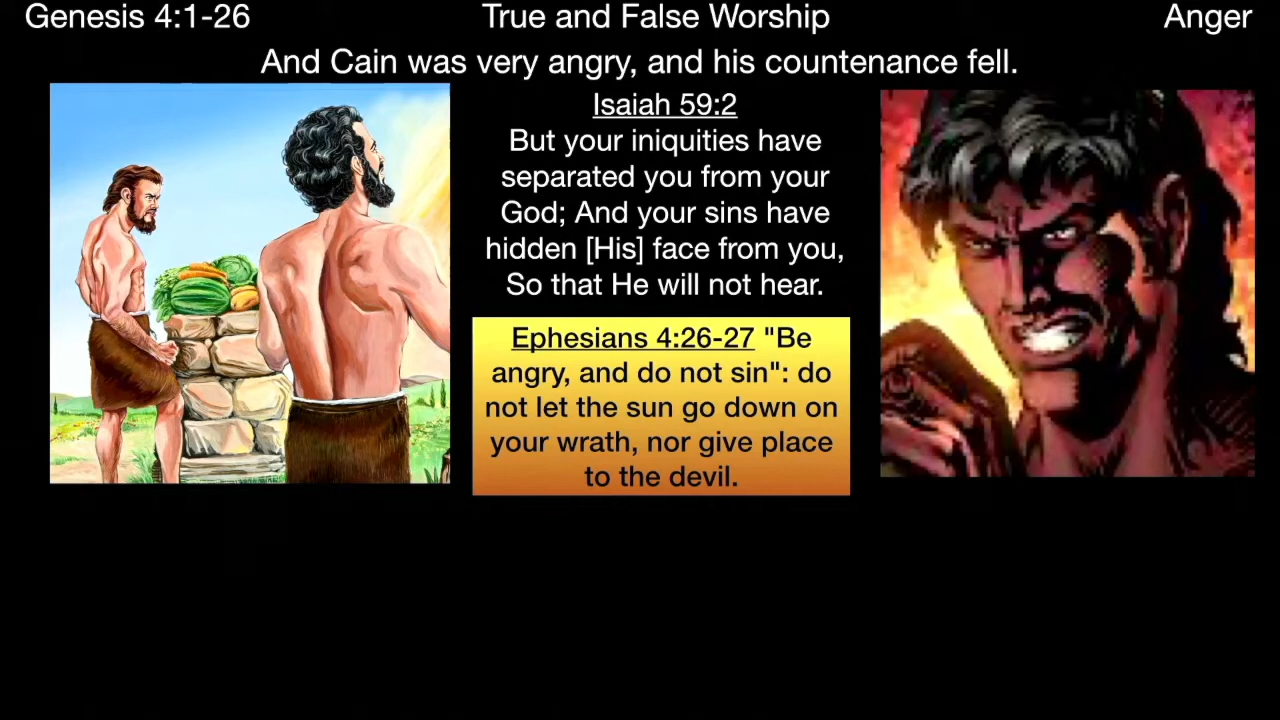 Genesis 4:1-26 True and False Worship Anger
And Cain was very angry, and his countenance fell.
Isaiah 59:2
But your iniquities have
separated you from your
God; And your sins have
hidden [His] face from you,
So that He will not hear.
Ephesians 4:26-27 "Be
angry, and do not sin": do
not let the sun go down on
your wrath, nor give place
to the devil.